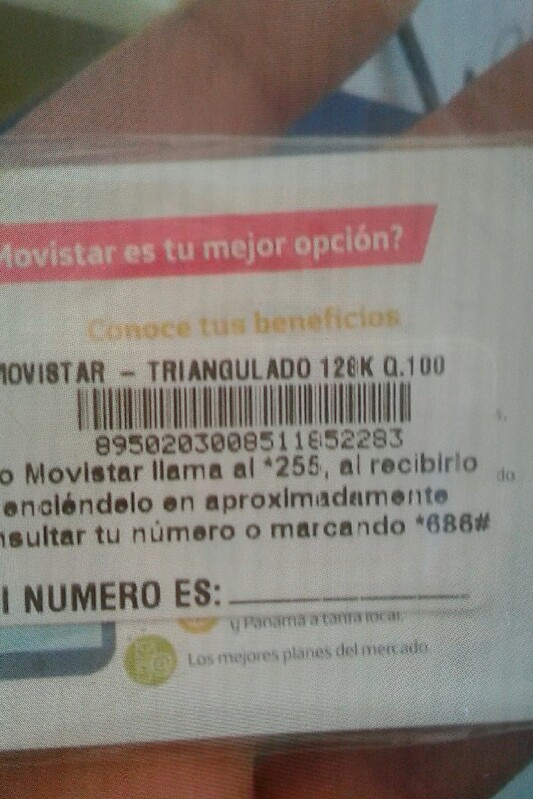 Movistar es tu mejor opción?
Conoce tus beneficios
MOVISTAR - TRIANGULADO 128K Q.100
8950203008511852283
o Movistar llama al *255, al recibirlo
enciéndelo en aproximadamente
nsultar tu número o marcando *686#
I NUMERO ES:
y Panamá a tarifa local.
Los mejores planes del mercado.
do